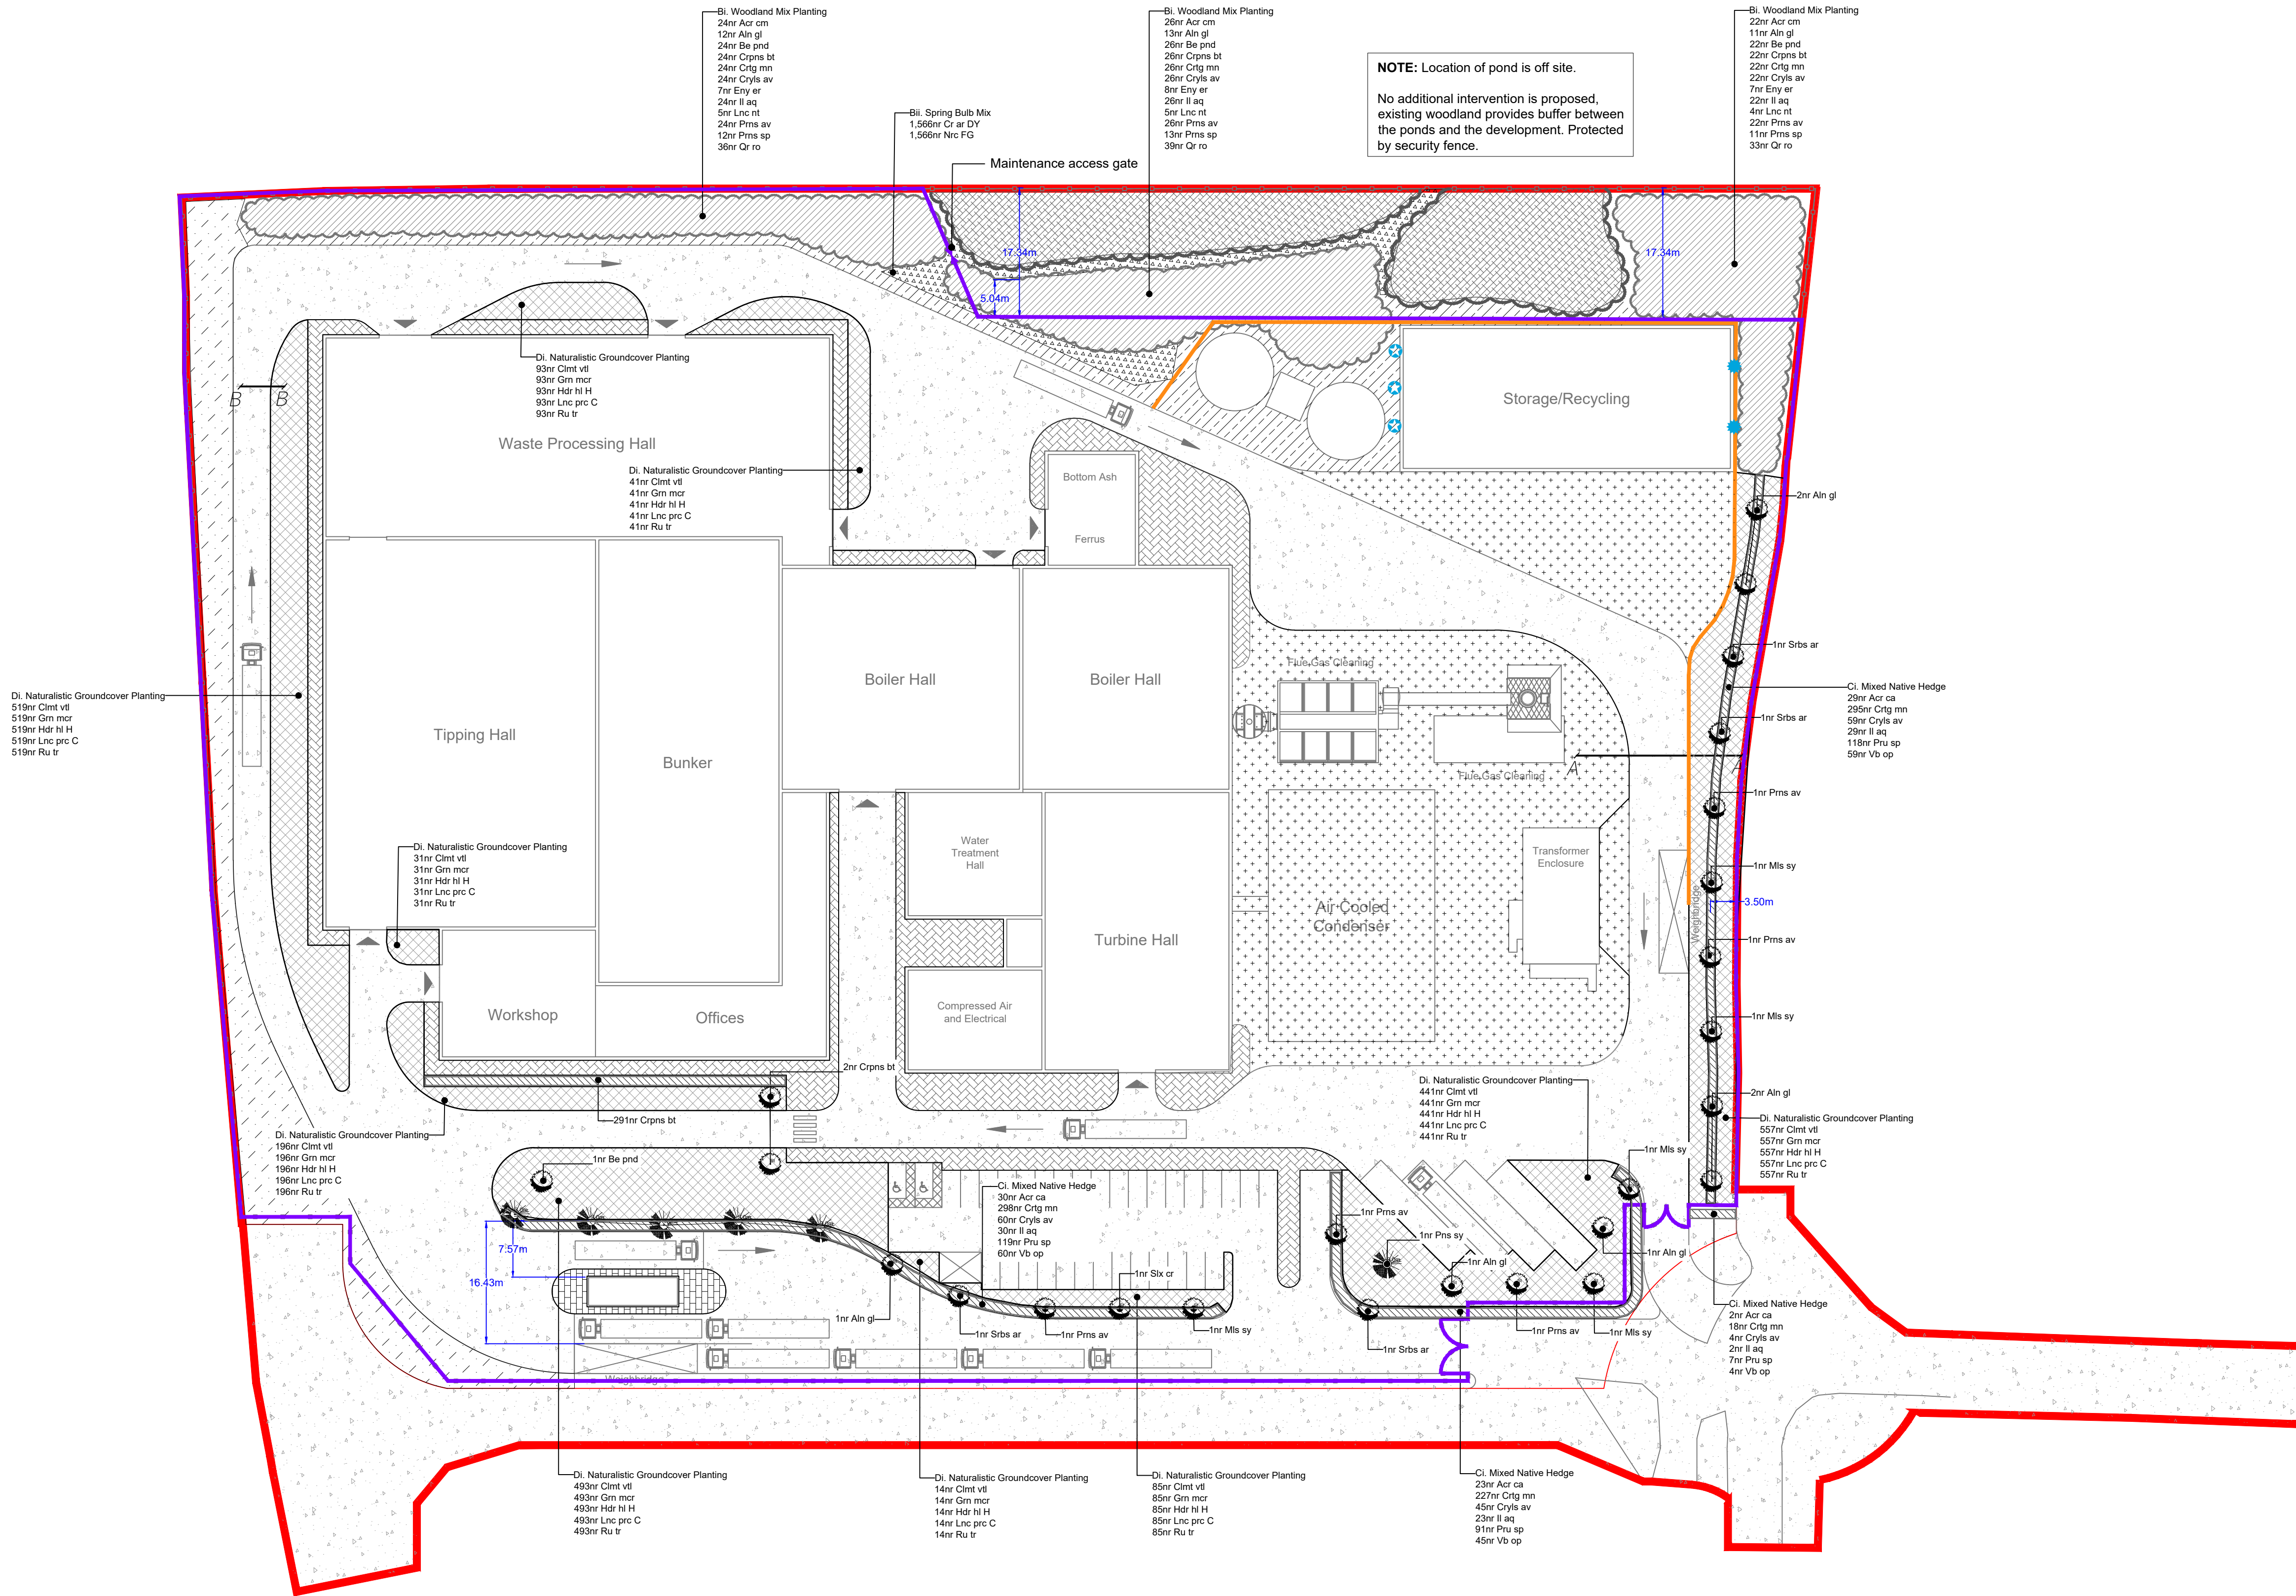 Bi. Woodland Mix Planting
24nr Acr cm
12nr Aln gl
24nr Be pnd
24nr Crpns bt
24nr Crtg mn
24nr Cryls av
7nr Eny er
24nr Il aq
5nr Lnc nt
24nr Prns av
12nr Prns sp
36nr Qr ro
Bi. Woodland Mix Planting
26nr Acr cm
13nr Aln gl
26nr Be pnd
26nr Crpns bt
26nr Crtg mn
26nr Cryls av
8nr Eny er
26nr Il aq
5nr Lnc nt
26nr Prns av
13nr Prns sp
39nr Qr ro
Bi. Woodland Mix Planting
22nr Acr cm
11nr Aln gl
22nr Be pnd
22nr Crpns bt
22nr Crtg mn
22nr Cryls av
7nr Eny er
22nr Il aq
4nr Lnc nt
22nr Prns av
11nr Prns sp
33nr Qr ro
NOTE: Location of pond is off site.
No additional intervention is proposed,
existing woodland provides buffer between
the ponds and the development. Protected
by security fence.
Bii. Spring Bulb Mix
1,566nr Cr ar DY
1,566nr Nrc FG
Maintenance access gate
17.34m
17.34m
5.04m
Di. Naturalistic Groundcover Planting
93nr Clmt vtl
93nr Grn mcr
93nr Hdr hl H
93nr Lnc prc C
93nr Ru tr
B B
Storage/Recycling
Waste Processing Hall
Di. Naturalistic Groundcover Planting
41nr Clmt vtl
41nr Grn mcr
41nr Hdr hl H
41nr Lnc prc C
41nr Ru tr
Bottom Ash
Ferrus
2nr Aln gl
1nr Srbs ar
Ci. Mixed Native Hedge
29nr Acr ca
295nr Crtg mn
59nr Cryls av
29nr Il aq
118nr Pru sp
59nr Vb op
1nr Srbs ar
Di. Naturalistic Groundcover Planting
519nr Clmt vtl
519nr Grn mcr
519nr Hdr hl H
519nr Lnc prc C
519nr Ru tr
Tipping Hall
Bunker
Boiler Hall
Boiler Hall
Flue Gas Cleaning
Flue Gas Cleaning
A
1nr Prns av
1nr Mls sy
3.50m
Weighbridge
1nr Prns av
1nr Mls sy
2nr Aln gl
Di. Naturalistic Groundcover Planting
31nr Clmt vtl
31nr Grn mcr
31nr Hdr hl H
31nr Lnc prc C
31nr Ru tr
Water
Treatment
Hall
Transformer
Enclosure
Air Cooled
Condenser
Turbine Hall
Compressed Air
and Electrical
Workshop
Offices
2nr Crpns bt
291nr Crpns bt
Di. Naturalistic Groundcover Planting
441nr Clmt vtl
441nr Grn mcr
441nr Hdr hl H
441nr Lnc prc C
441nr Ru tr
Di. Naturalistic Groundcover Planting
557nr Clmt vtl
557nr Grn mcr
557nr Hdr hl H
557nr Lnc prc C
557nr Ru tr
Di. Naturalistic Groundcover Planting
196nr Clmt vtl
196nr Grn mcr
196nr Hdr hl H
196nr Lnc prc C
196nr Ru tr
1nr Be pnd
1nr Mls sy
Ci. Mixed Native Hedge
30nr Acr ca
298nr Crtg mn
60nr Cryls av
30nr Il aq
119nr Pru sp
60nr Vb op
1nr Prns av
1nr Pns sy
1nr Aln gl
1nr Aln gl
7.57m
16.43m
1nr Slx cr
1nr Aln gl
1nr Srbs ar
1nr Prns av
1nr Mls sy
1nr Srbs ar
1nr Prns av
1nr Mls sy
Ci. Mixed Native Hedge
2nr Acr ca
18nr Crtg mn
4nr Cryls av
2nr Il aq
7nr Pru sp
4nr Vb op
Weighbridge
Di. Naturalistic Groundcover Planting
493nr Clmt vtl
493nr Grn mcr
493nr Hdr hl H
493nr Lnc prc C
493nr Ru tr
Di. Naturalistic Groundcover Planting
14nr Clmt vtl
14nr Grn mcr
14nr Hdr hl H
14nr Lnc prc C
14nr Ru tr
Di. Naturalistic Groundcover Planting
85nr Clmt vtl
85nr Grn mcr
85nr Hdr hl H
85nr Lnc prc C
85nr Ru tr
Ci. Mixed Native Hedge
23nr Acr ca
227nr Crtg mn
45nr Cryls av
23nr Il aq
91nr Pru sp
45nr Vb op